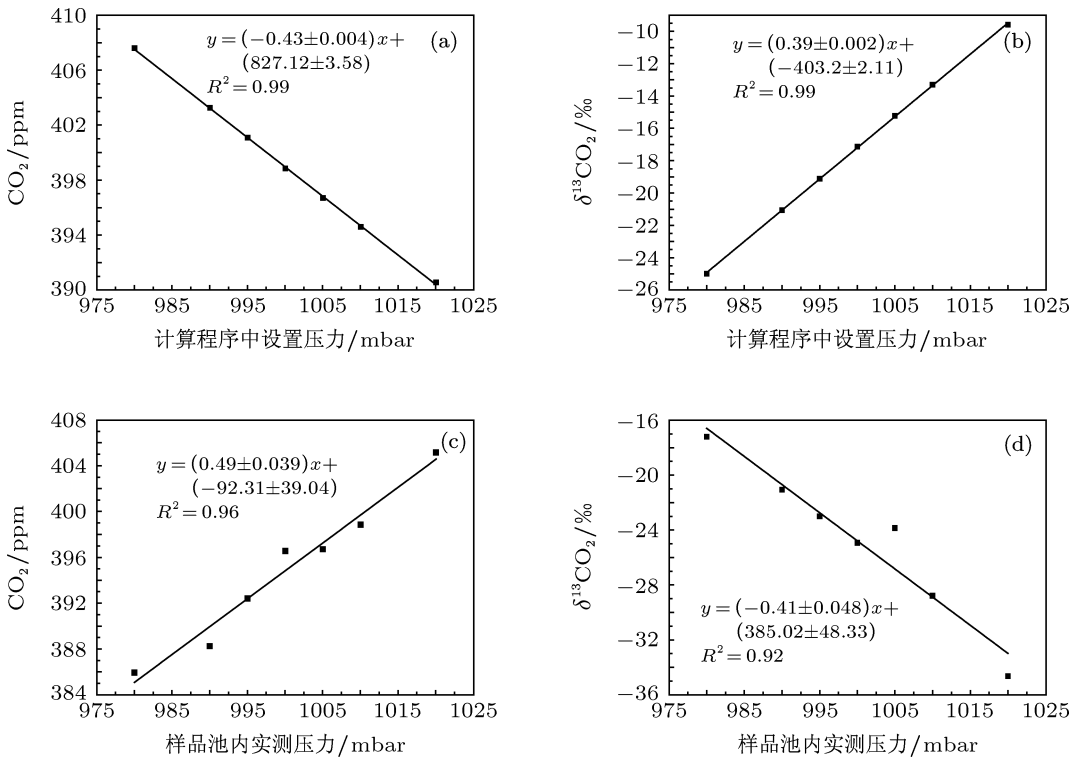 410
406
402
398
394
390
CO₂/ppm
y=(−0.43±0.004)x+
(827.12±3.58)
R²=0.99
(a)
975 985 995 1005 1015 1025
计算程序中设置压力/mbar
−10
−12
−14
−16
−18
−20
−22
−24
−26
δ¹³CO₂/‰
y=(0.39±0.002)x+
(−403.2±2.11)
R²=0.99
(b)
975 985 995 1005 1015 1025
计算程序中设置压力/mbar
408
404
400
396
392
388
384
CO₂/ppm
y=(0.49±0.039)x+
(−92.31±39.04)
R²=0.96
(c)
975 985 995 1005 1015 1025
样品池内实测压力/mbar
−16
−20
−24
−28
−32
−36
δ¹³CO₂/‰
y=(−0.41±0.048)x+
(385.02±48.33)
R²=0.92
(d)
975 985 995 1005 1015 1025
样品池内实测压力/mbar